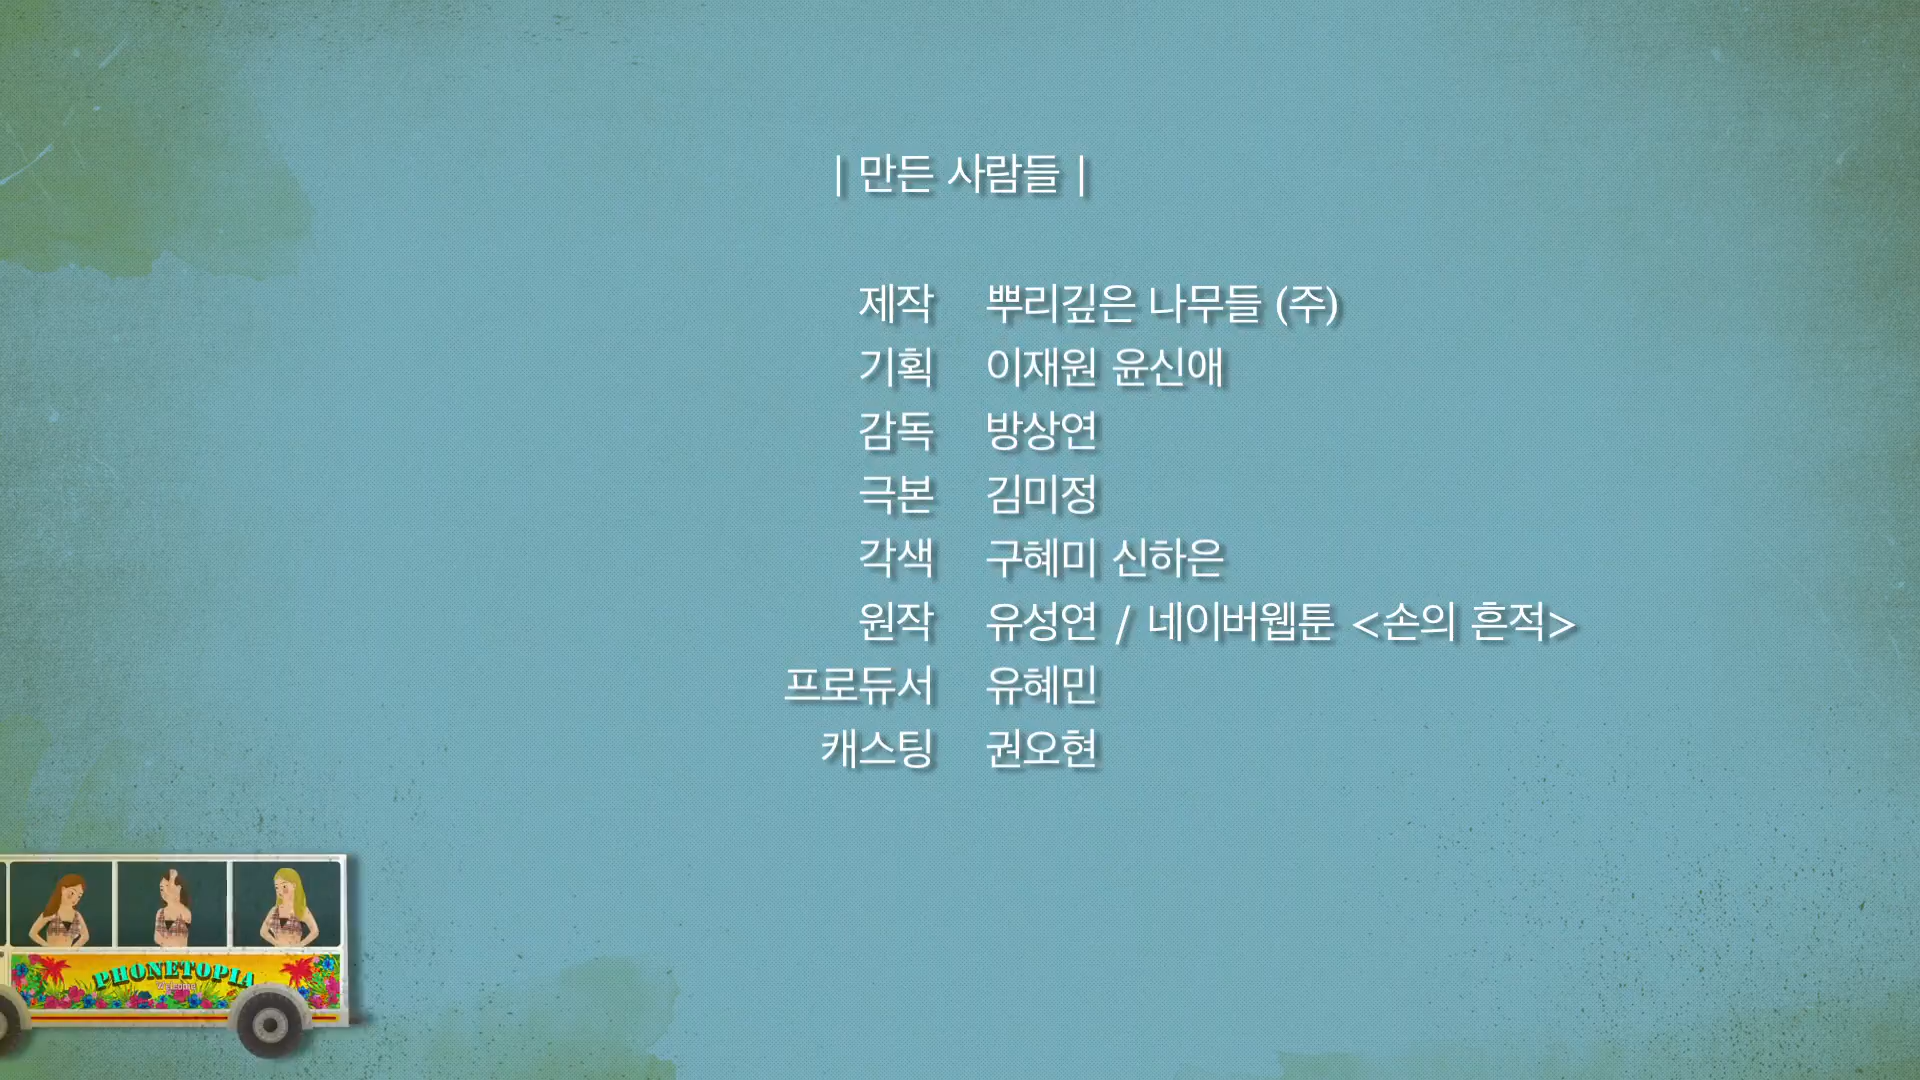 | 만든 사람들 |
제작 뿌리깊은 나무들 (주)
기획 이재원 윤신애
감독 방상연
극본 김미정
각색 구혜미 신하은
원작 유성연 / 네이버웹툰 <손의 흔적>
프로듀서 유혜민
캐스팅 권오현
PHONETOPIA
Welcome